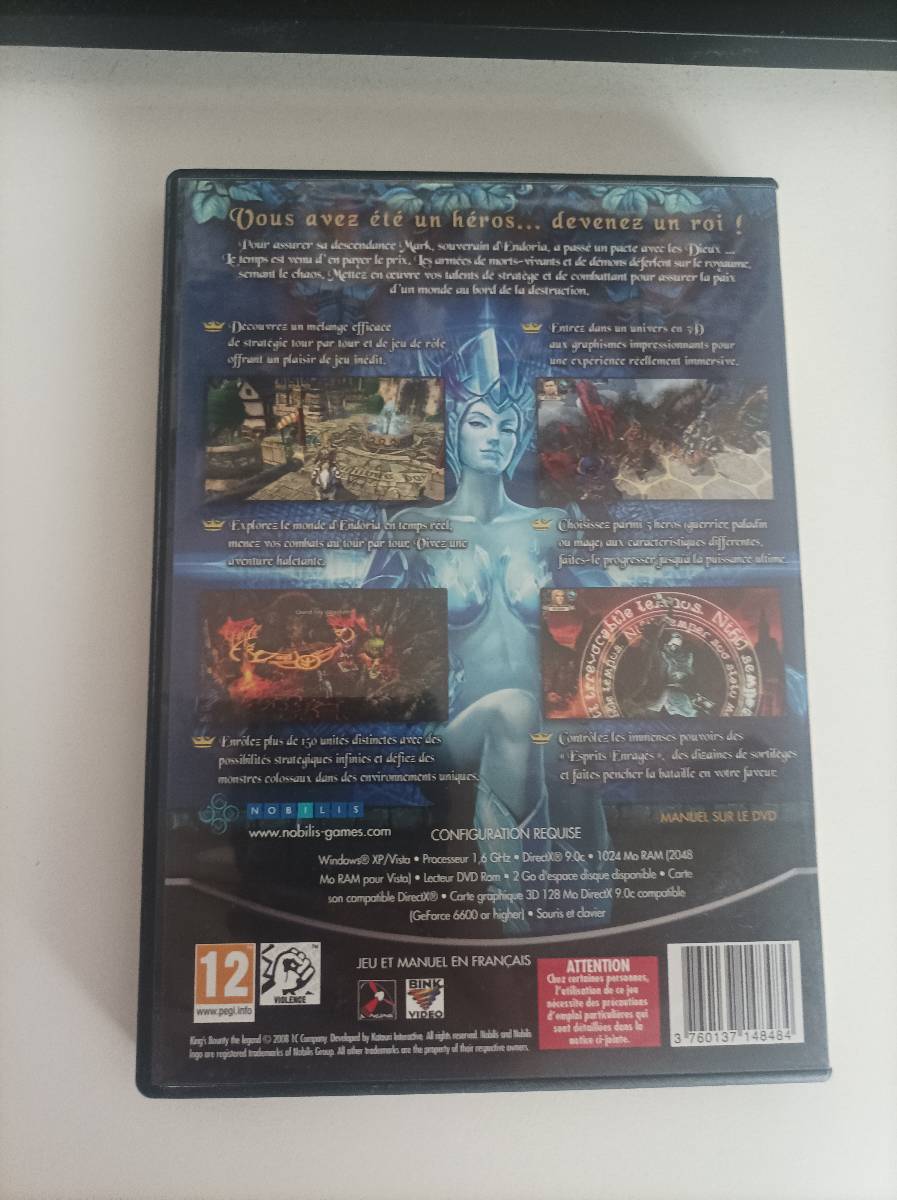 Vous avez été un héros... devenez un roi !
Pour assurer sa descendance Mark, souverain d'Endoria, a passé un pacte avec les Dieux ...
Le temps est venu d'en payer le prix. Les armées de morts-vivants et de démons déferlent sur le royaume,
semant le chaos. Mettez en œuvre vos talents de stratège et de combattant pour assurer la paix
d'un monde au bord de la destruction.
Découvrez un mélange efficace
de stratégie tour par tour et de jeu de rôle
offrant un plaisir de jeu inédit.
Entrez dans un univers en 3D
aux graphismes impressionnants pour
une expérience réellement immersive.
Explorez le monde d'Endoria en temps réel,
menez vos combats au tour par tour. Vivez une
aventure haletante.
Choisissez parmi 3 héros (guerrier, paladin
ou mage) aux caractéristiques différentes,
faites-le progresser jusqu'à la puissance ultime.
Enrôlez plus de 150 unités distinctes avec des
possibilités stratégiques infinies et défiez des
monstres colossaux dans des environnements uniques.
Contrôlez les immenses pouvoirs des
« Esprits Enragés », des dizaines de sortilèges
et faites pencher la bataille en votre faveur.
NOBILIS
www.nobilis-games.com
MANUEL SUR LE DVD
CONFIGURATION REQUISE
Windows® XP/Vista • Processeur 1,6 GHz • DirectX® 9.0c • 1024 Mo RAM (2048
Mo RAM pour Vista) • Lecteur DVD Rom • 2 Go d'espace disque disponible • Carte
son compatible DirectX® • Carte graphique 3D 128 Mo DirectX 9.0c compatible
(GeForce 6600 or higher) • Souris et clavier
12
www.pegi.info
VIOLENCE
JEU ET MANUEL EN FRANÇAIS
BINK
VIDEO
ATTENTION
Chez certaines personnes,
l'utilisation de ce jeu
nécessite des précautions
d'emploi particulières qui
sont détaillées dans la
notice ci-jointe.
3 760137 148484
King's Bounty the legend © 2008 1C Company. Developed by Katauri Interactive. All rights reserved. Nobilis and Nobilis
logo are registered trademarks of Nobilis Group. All other trademarks are the property of their respective owners.